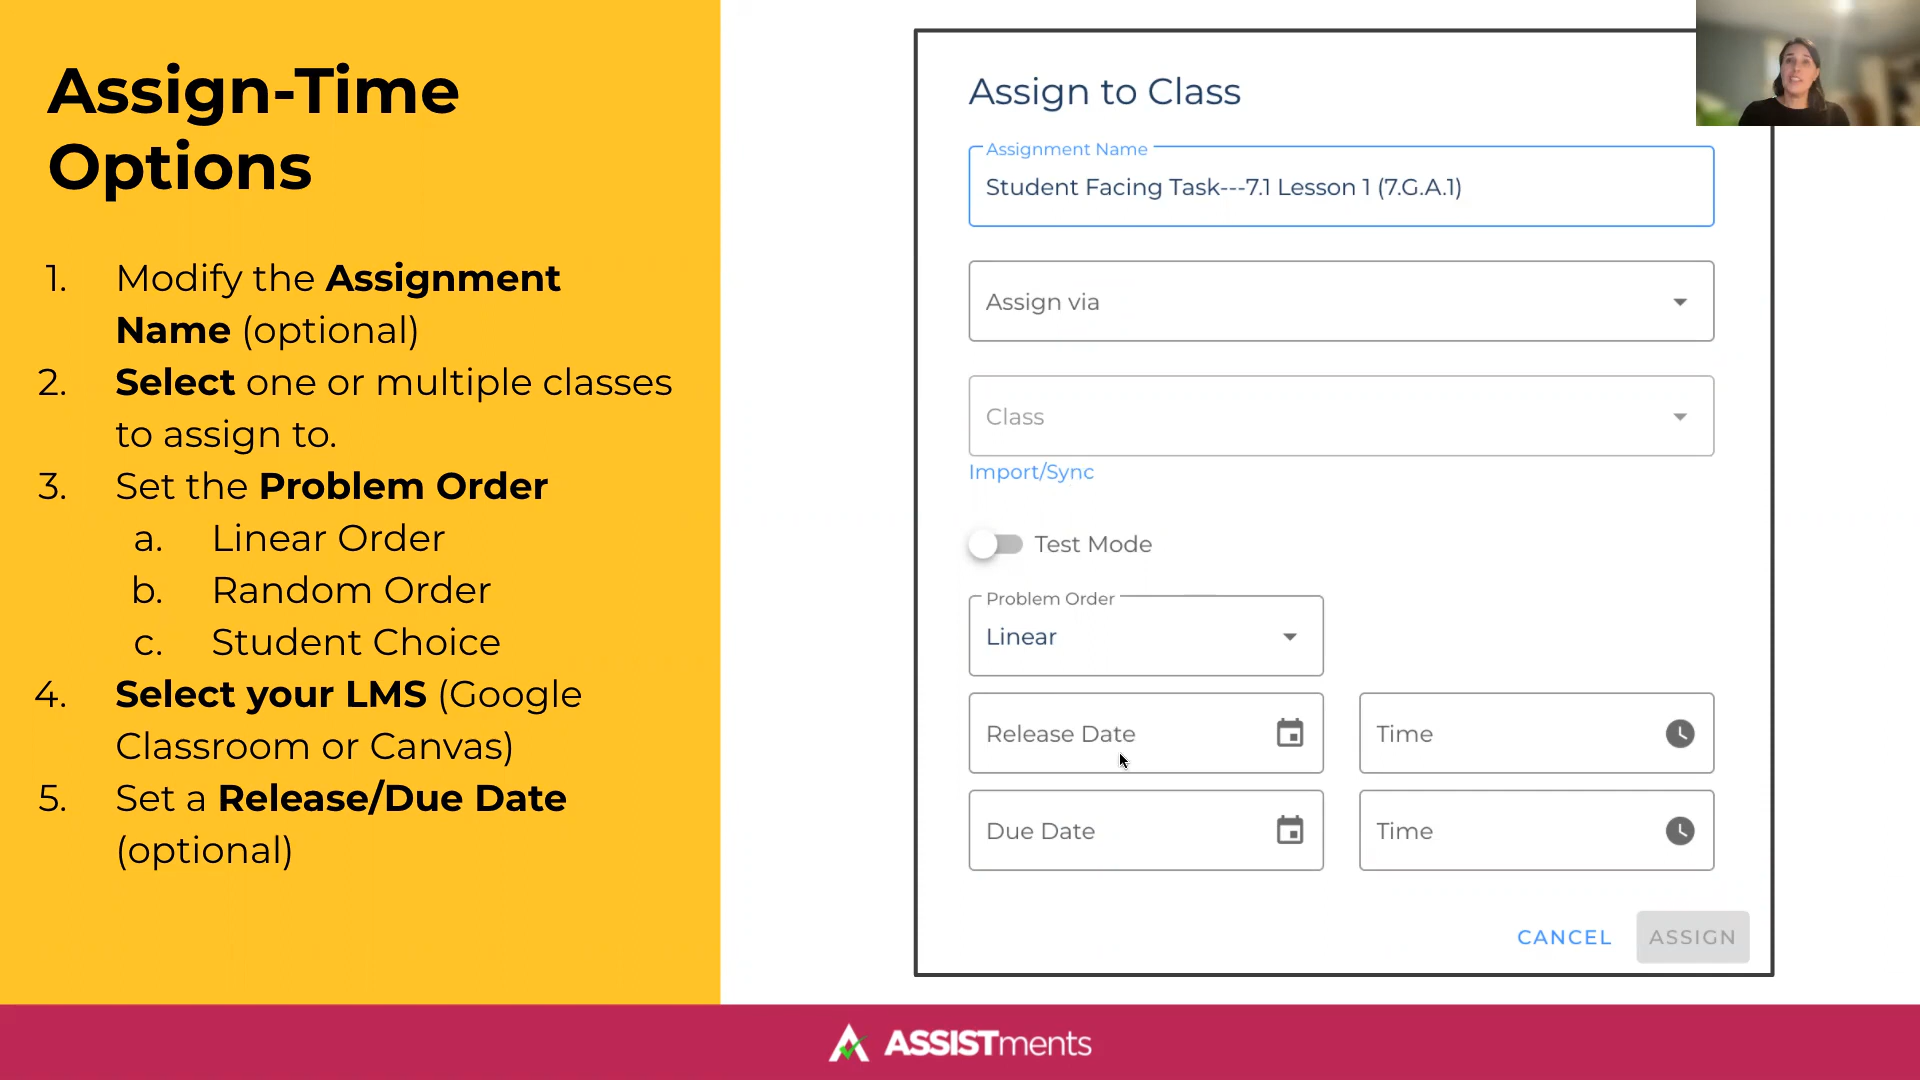 Assign-Time
Options
1. Modify the Assignment
Name (optional)
2. Select one or multiple classes
to assign to.
3. Set the Problem Order
a. Linear Order
b. Random Order
c. Student Choice
4. Select your LMS (Google
Classroom or Canvas)
5. Set a Release/Due Date
(optional)
Assign to Class
Assignment Name
Student Facing Task---7.1 Lesson 1 (7.G.A.1)
Assign via
Class
Import/Sync
Test Mode
Problem Order
Linear
Release Date
Time
Due Date
Time
CANCEL ASSIGN
ASSISTments